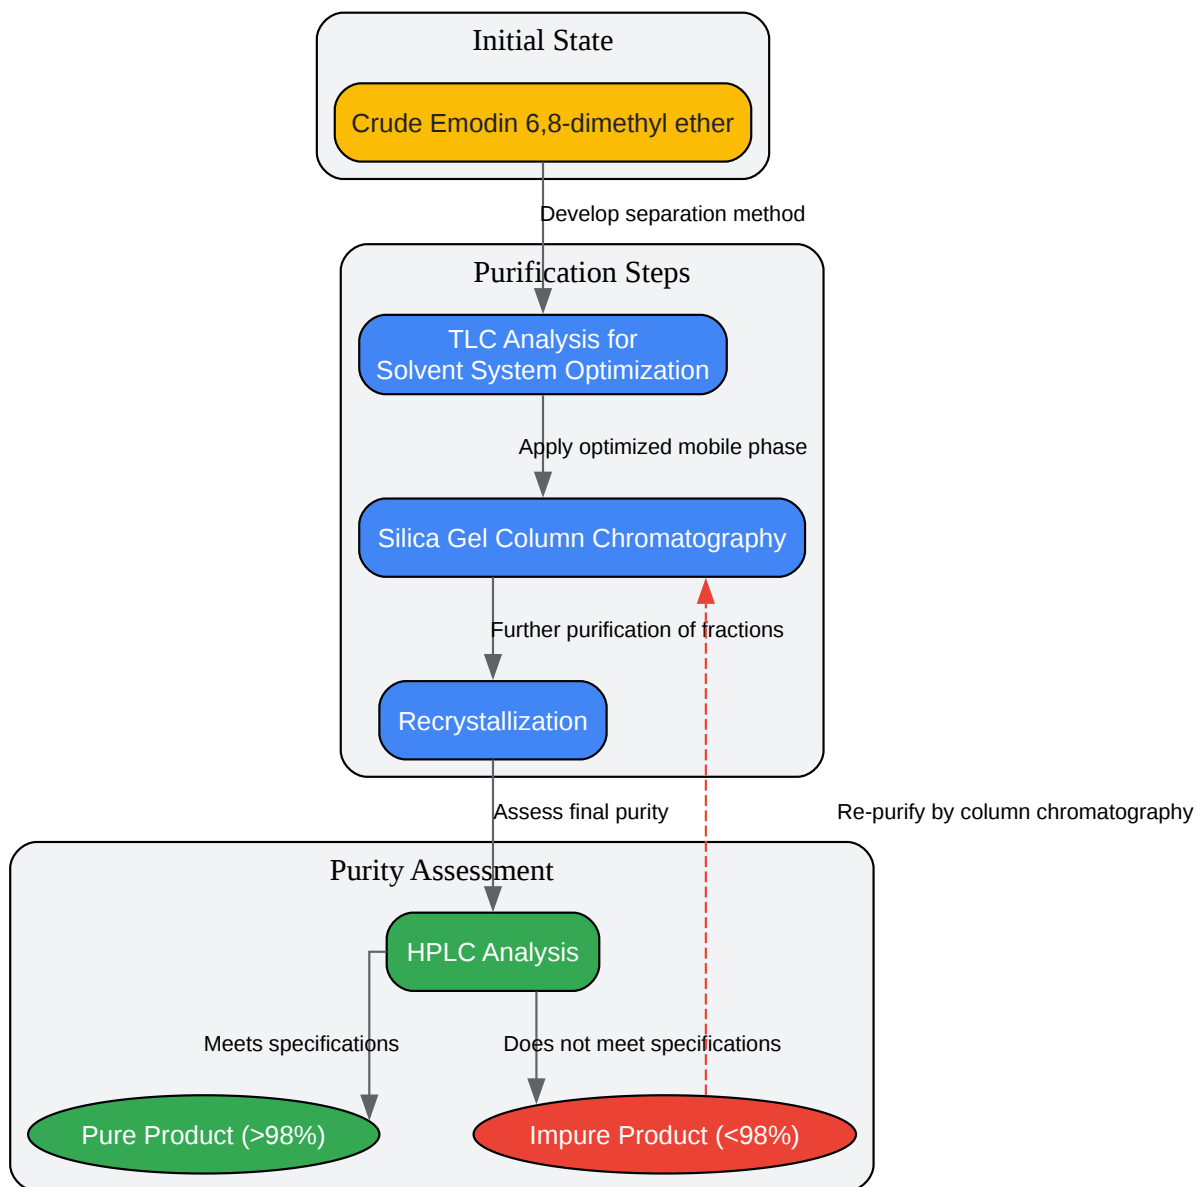 Initial State
Crude Emodin 6,8-dimethyl ether
Develop separation method
Purification Steps
TLC Analysis for
Solvent System Optimization
Apply optimized mobile phase
Silica Gel Column Chromatography
Further purification of fractions
Recrystallization
Assess final purity
Re-purify by column chromatography
Purity Assessment
HPLC Analysis
Meets specifications
Does not meet specifications
Pure Product (>98%)
Impure Product (<98%)